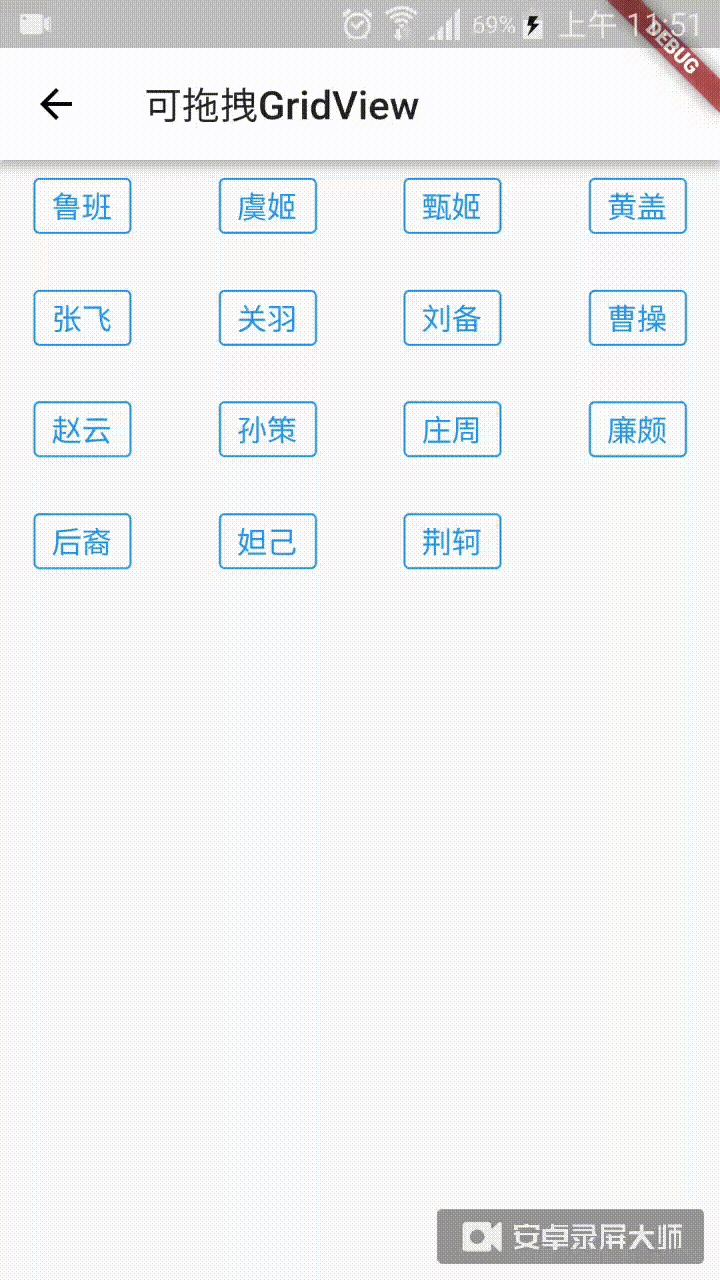 69% 上午 11:51
DEBUG
可拖拽GridView
鲁班 虞姬 甄姬 黄盖
张飞 关羽 刘备 曹操
赵云 孙策 庄周 廉颇
后裔 妲己 荆轲
安卓录屏大师